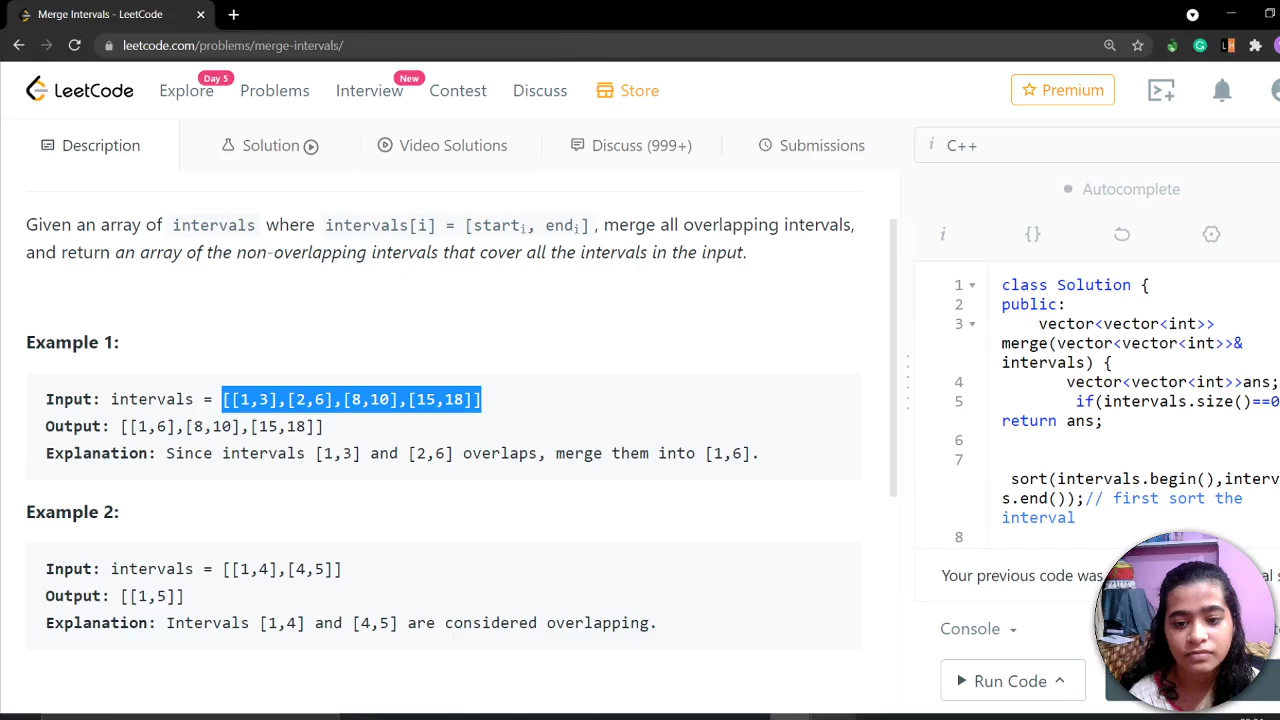 Merge Intervals - LeetCode
leetcode.com/problems/merge-intervals/
LeetCode
Explore
Day 5
Problems
Interview
New
Contest
Discuss
Store
Premium
Description
Solution
Video Solutions
Discuss (999+)
Submissions
Given an array of intervals where intervals[i] = [starti, endi], merge all overlapping intervals,
and return an array of the non-overlapping intervals that cover all the intervals in the input.
Example 1:
Input: intervals = [[1,3],[2,6],[8,10],[15,18]]
Output: [[1,6],[8,10],[15,18]]
Explanation: Since intervals [1,3] and [2,6] overlaps, merge them into [1,6].
Example 2:
Input: intervals = [[1,4],[4,5]]
Output: [[1,5]]
Explanation: Intervals [1,4] and [4,5] are considered overlapping.
i C++
Autocomplete
i {}
1 class Solution {
2 public:
3 vector<vector<int>>
merge(vector<vector<int>>&
intervals) {
4 vector<vector<int>>ans;
5 if(intervals.size()==0
return ans;
6
7
sort(intervals.begin(),interv
s.end());// first sort the
interval
8
Your previous code was
Console
Run Code